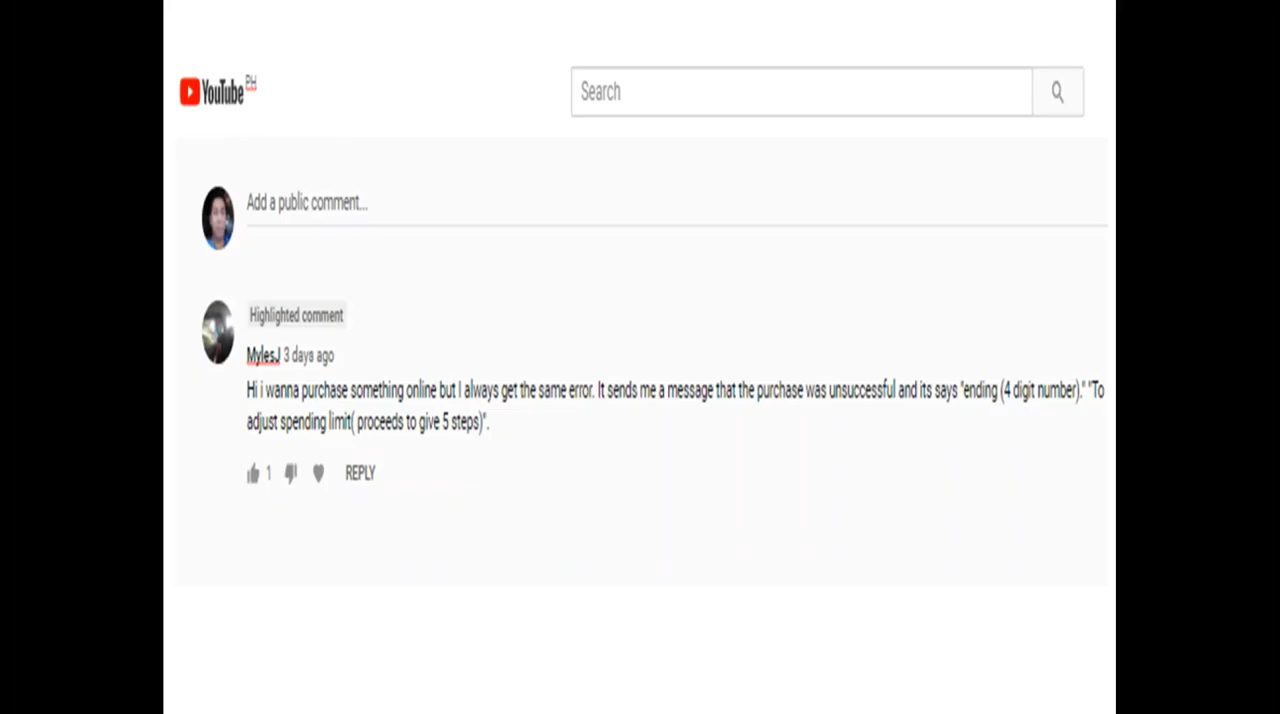 YouTube PH
Search
Add a public comment...
Highlighted comment
MylesJ 3 days ago
Hi i wanna purchase something online but I always get the same error. It sends me a message that the purchase was unsuccessful and its says "ending (4 digit number)." "To
adjust spending limit( proceeds to give 5 steps)".
1 REPLY